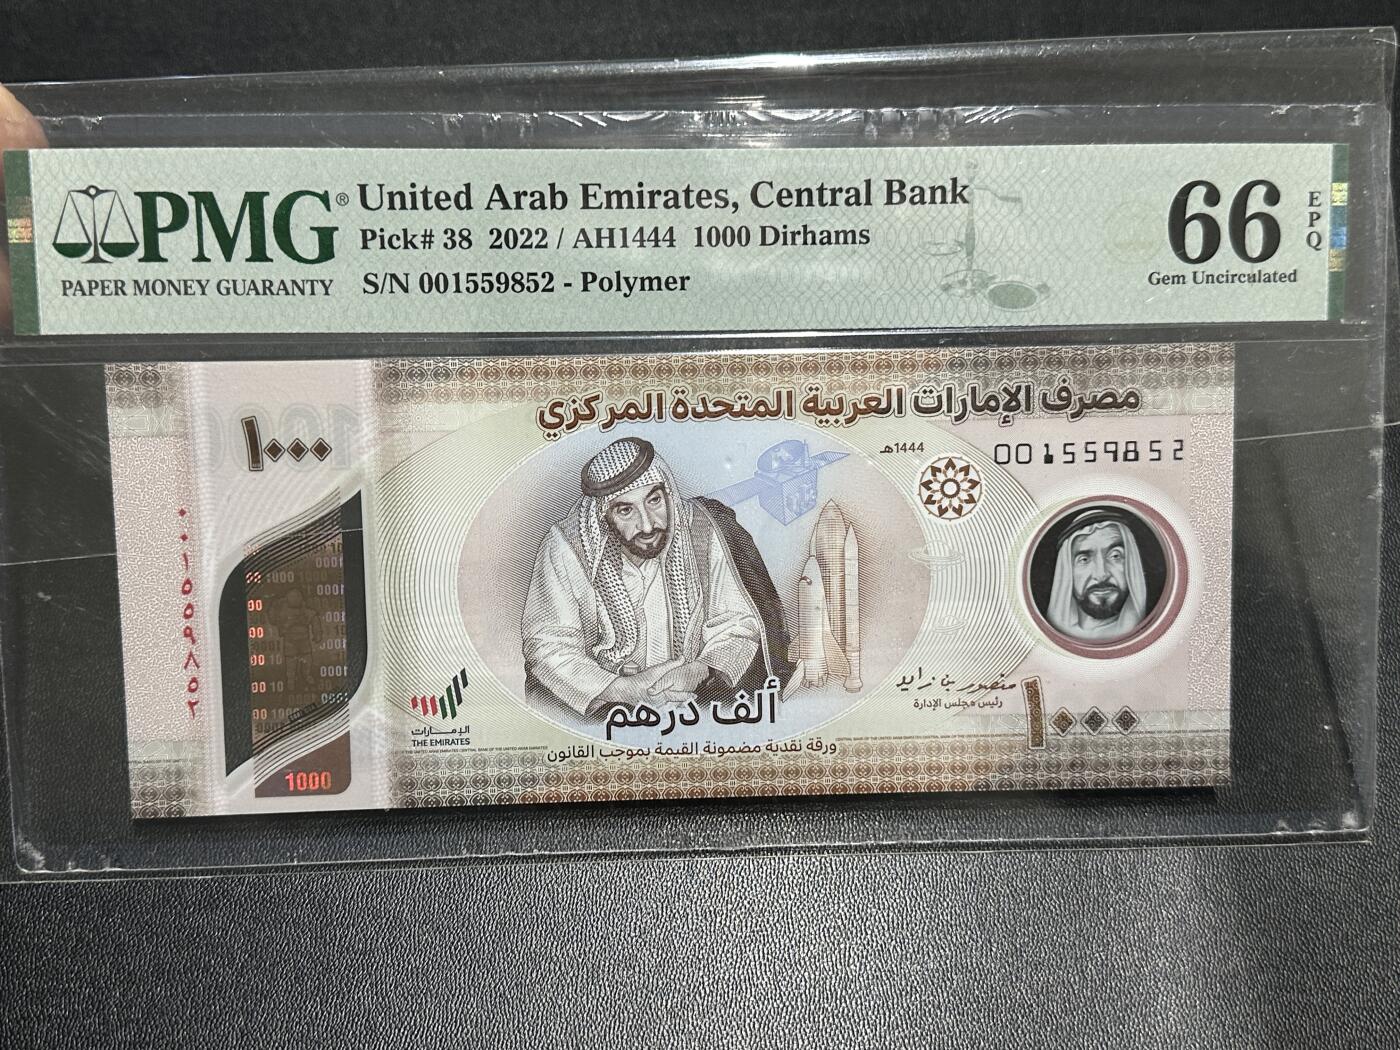 PMG®
PAPER MONEY GUARANTY
United Arab Emirates, Central Bank
Pick# 38 2022 / AH1444 1000 Dirhams
S/N 001559852 - Polymer
66
EPQ
Gem Uncirculated
مصرف الإمارات العربية المتحدة المركزي
١٠٠٠
1444هـ
001559852
٠٠١٥٥٩٨٥٢
منصور بن زايد
رئيس مجلس الإدارة
١٠٠٠
ألف درهم
ورقة نقدية مضمونة القيمة بموجب القانون
الإمارات
THE EMIRATES
1000